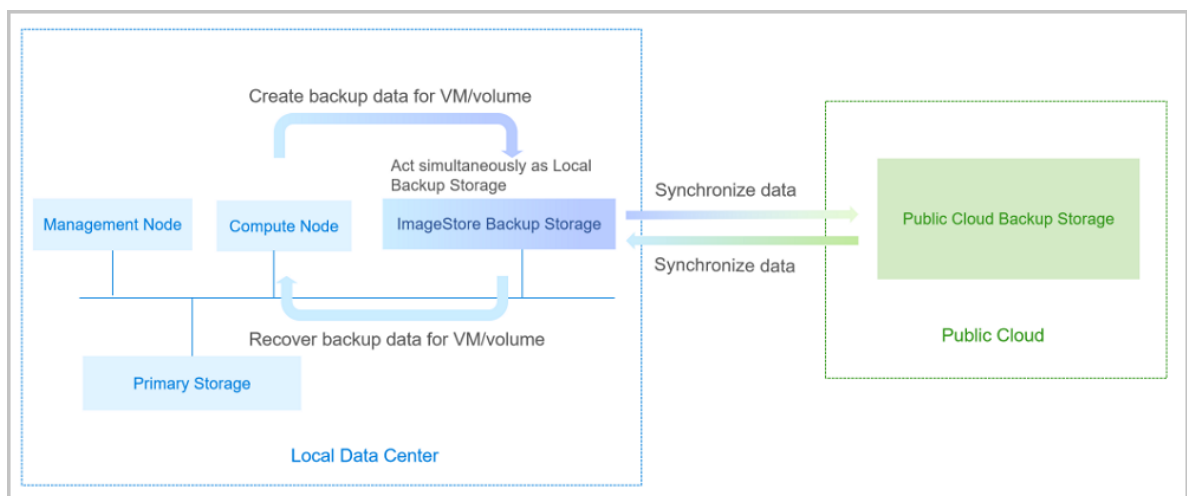 Create backup data for VM/volume
Act simultaneously as Local
Backup Storage
Management Node
Compute Node
ImageStore Backup Storage
Synchronize data
Synchronize data
Public Cloud Backup Storage
Recover backup data for VM/volume
Primary Storage
Local Data Center
Public Cloud